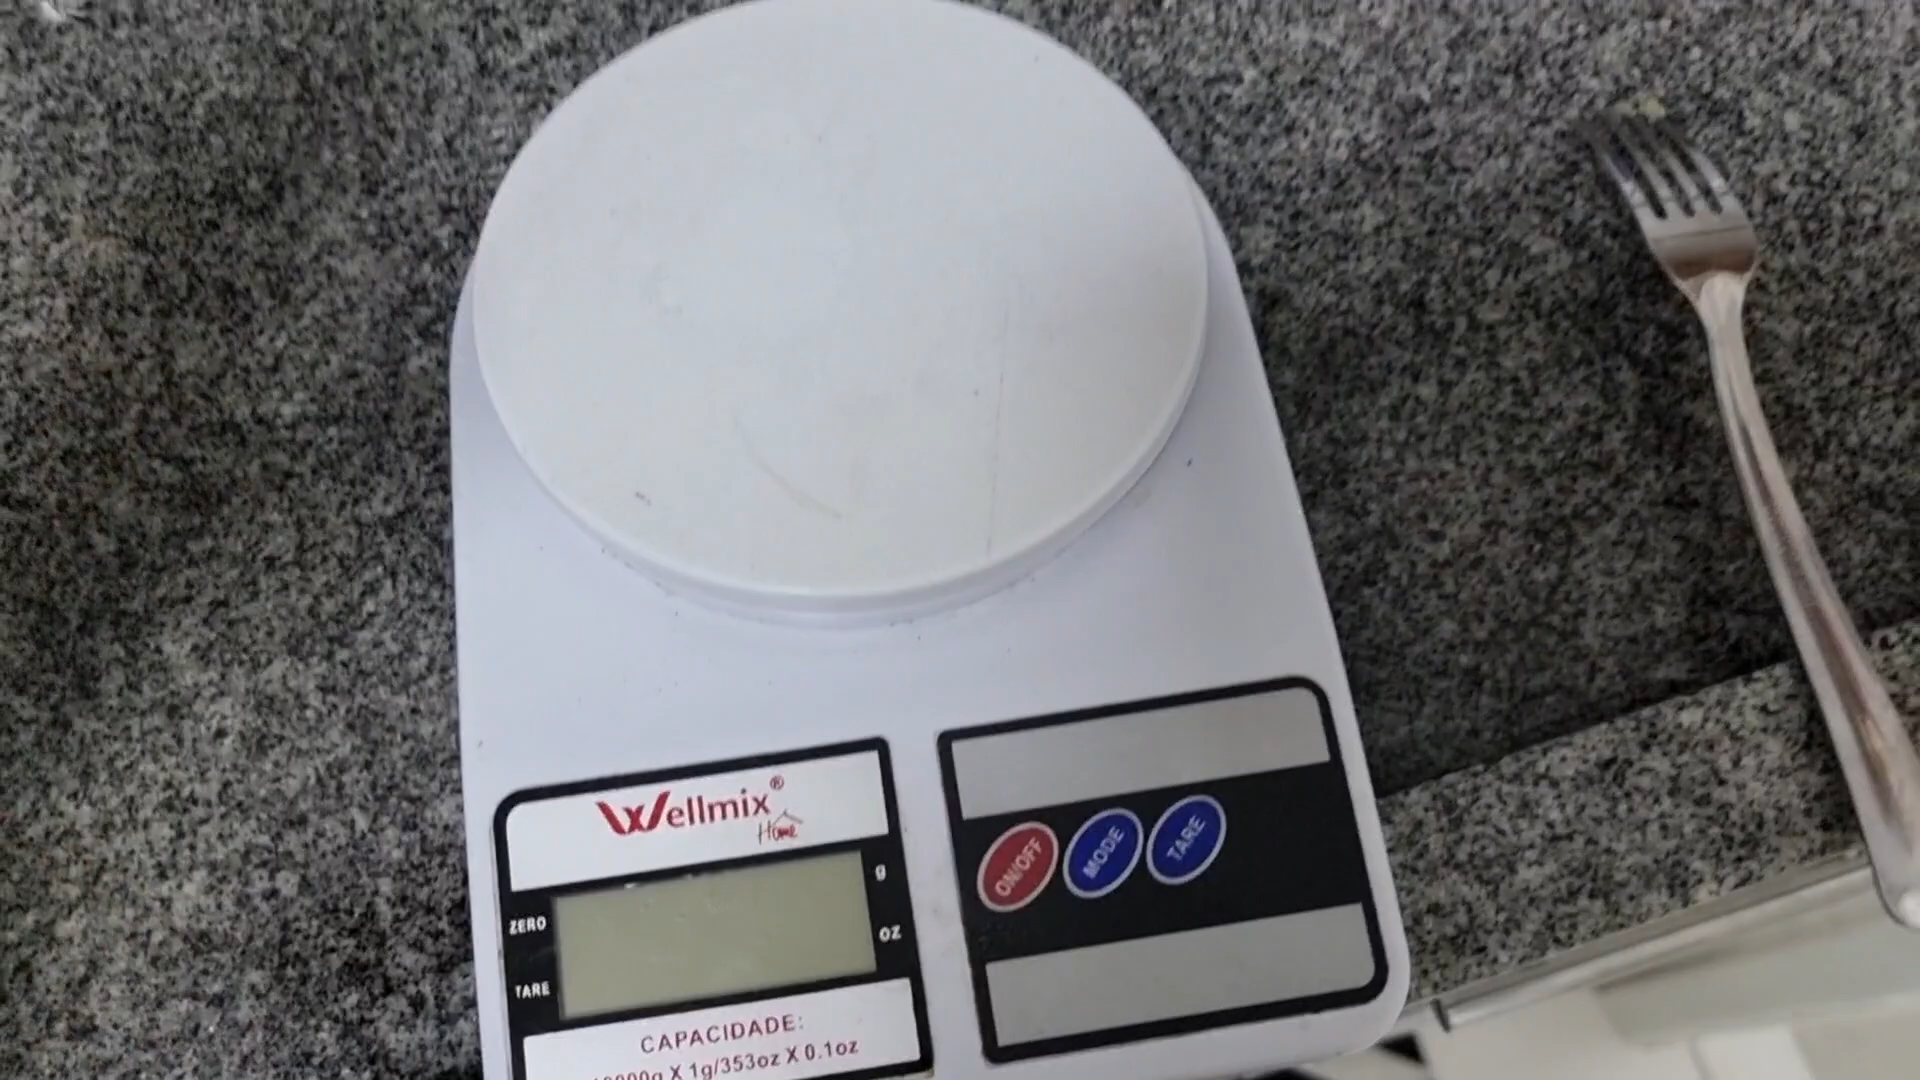 Wellmix®
Home
g
ZERO
oz
TARE
CAPACIDADE:
X 1g/353oz X 0.1oz
ON/OFF
MODE
TARE